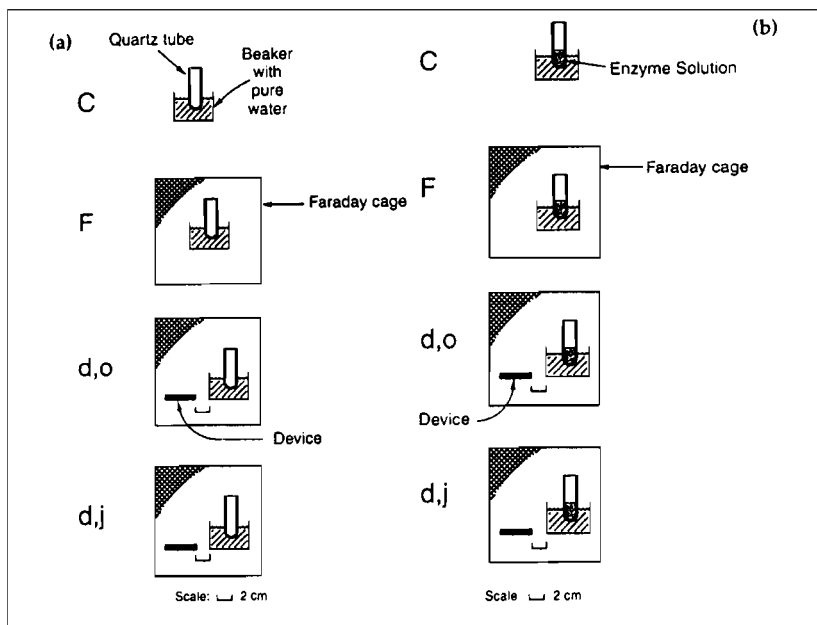 (a)
Quartz tube
Beaker
with
pure
water
C
F
Faraday cage
d,o
Device
d,j
Scale: 2 cm
(b)
C
Enzyme Solution
F
Faraday cage
d,o
Device
d,j
Scale 2 cm